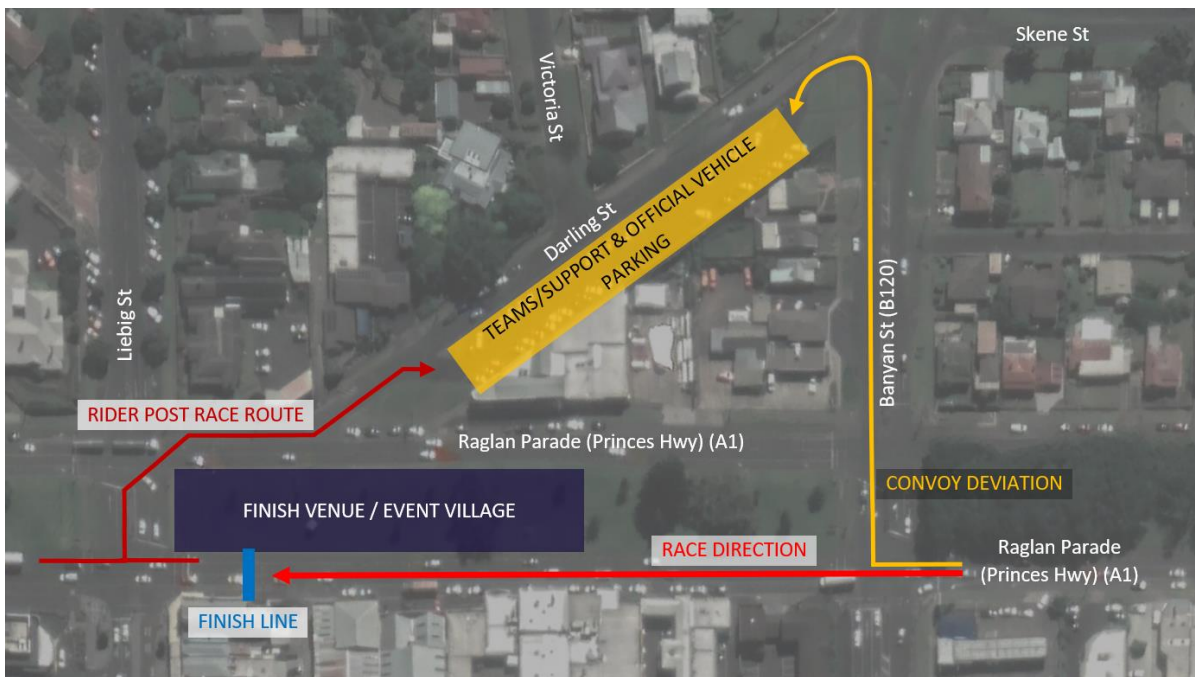 Skene St
Victoria St
TEAMS/SUPPORT & OFFICIAL VEHICLE
PARKING
Darling St
Liebig St
Banyan St (B120)
RIDER POST RACE ROUTE
Raglan Parade (Princes Hwy) (A1)
CONVOY DEVIATION
FINISH VENUE / EVENT VILLAGE
RACE DIRECTION
Raglan Parade
(Princes Hwy) (A1)
FINISH LINE